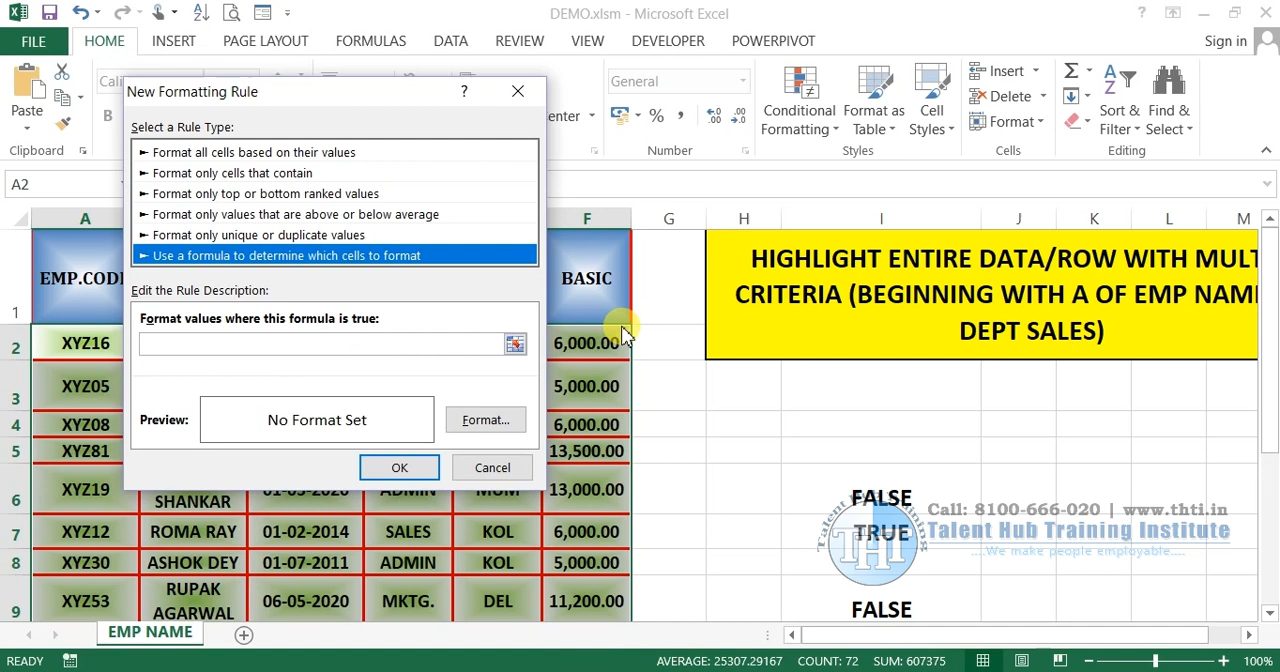 DEMO.xlsm - Microsoft Excel
FILE HOME INSERT PAGE LAYOUT FORMULAS DATA REVIEW VIEW DEVELOPER POWERPIVOT Sign in
Paste
Clipboard
General
Number
Conditional Formatting
Format as Table
Cell Styles
Styles
Insert
Delete
Format
Cells
Sort & Filter
Find & Select
Editing
New Formatting Rule
Select a Rule Type:
► Format all cells based on their values
► Format only cells that contain
► Format only top or bottom ranked values
► Format only values that are above or below average
► Format only unique or duplicate values
► Use a formula to determine which cells to format
Edit the Rule Description:
Format values where this formula is true:
Preview: No Format Set Format...
OK Cancel
A2
A F G H I J K L M
1 BASIC
HIGHLIGHT ENTIRE DATA/ROW WITH
CRITERIA (BEGINNING WITH A OF EMP
DEPT SALES)
2 XYZ16 6,000.00
3 XYZ05 5,000.00
4 XYZ08 6,000.00
5 XYZ81 13,500.00
6 XYZ19 SHANKAR 13,000.00 FALSE
7 XYZ12 ROMA RAY 01-02-2014 SALES KOL 6,000.00 TRUE
8 XYZ30 ASHOK DEY 01-07-2011 ADMIN KOL 5,000.00
9 XYZ53 RUPAK AGARWAL 06-05-2020 MKTG. DEL 11,200.00 FALSE
Call: 8100-666-020 | www.thti.in
Talent Hub Training Institute
....We make people employable....
EMP NAME
READY AVERAGE: 25307.29167 COUNT: 72 SUM: 607375 100%